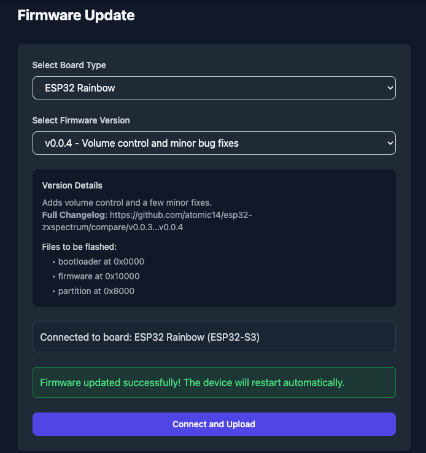 Firmware Update
Select Board Type
ESP32 Rainbow
Select Firmware Version
v0.0.4 - Volume control and minor bug fixes
Version Details
Adds volume control and a few minor fixes.
Full Changelog: https://github.com/atomic14/esp32-
zxspectrum/compare/v0.0.3...v0.0.4
Files to be flashed:
• bootloader at 0x0000
• firmware at 0x10000
• partition at 0x8000
Connected to board: ESP32 Rainbow (ESP32-S3)
Firmware updated successfully! The device will restart automatically.
Connect and Upload